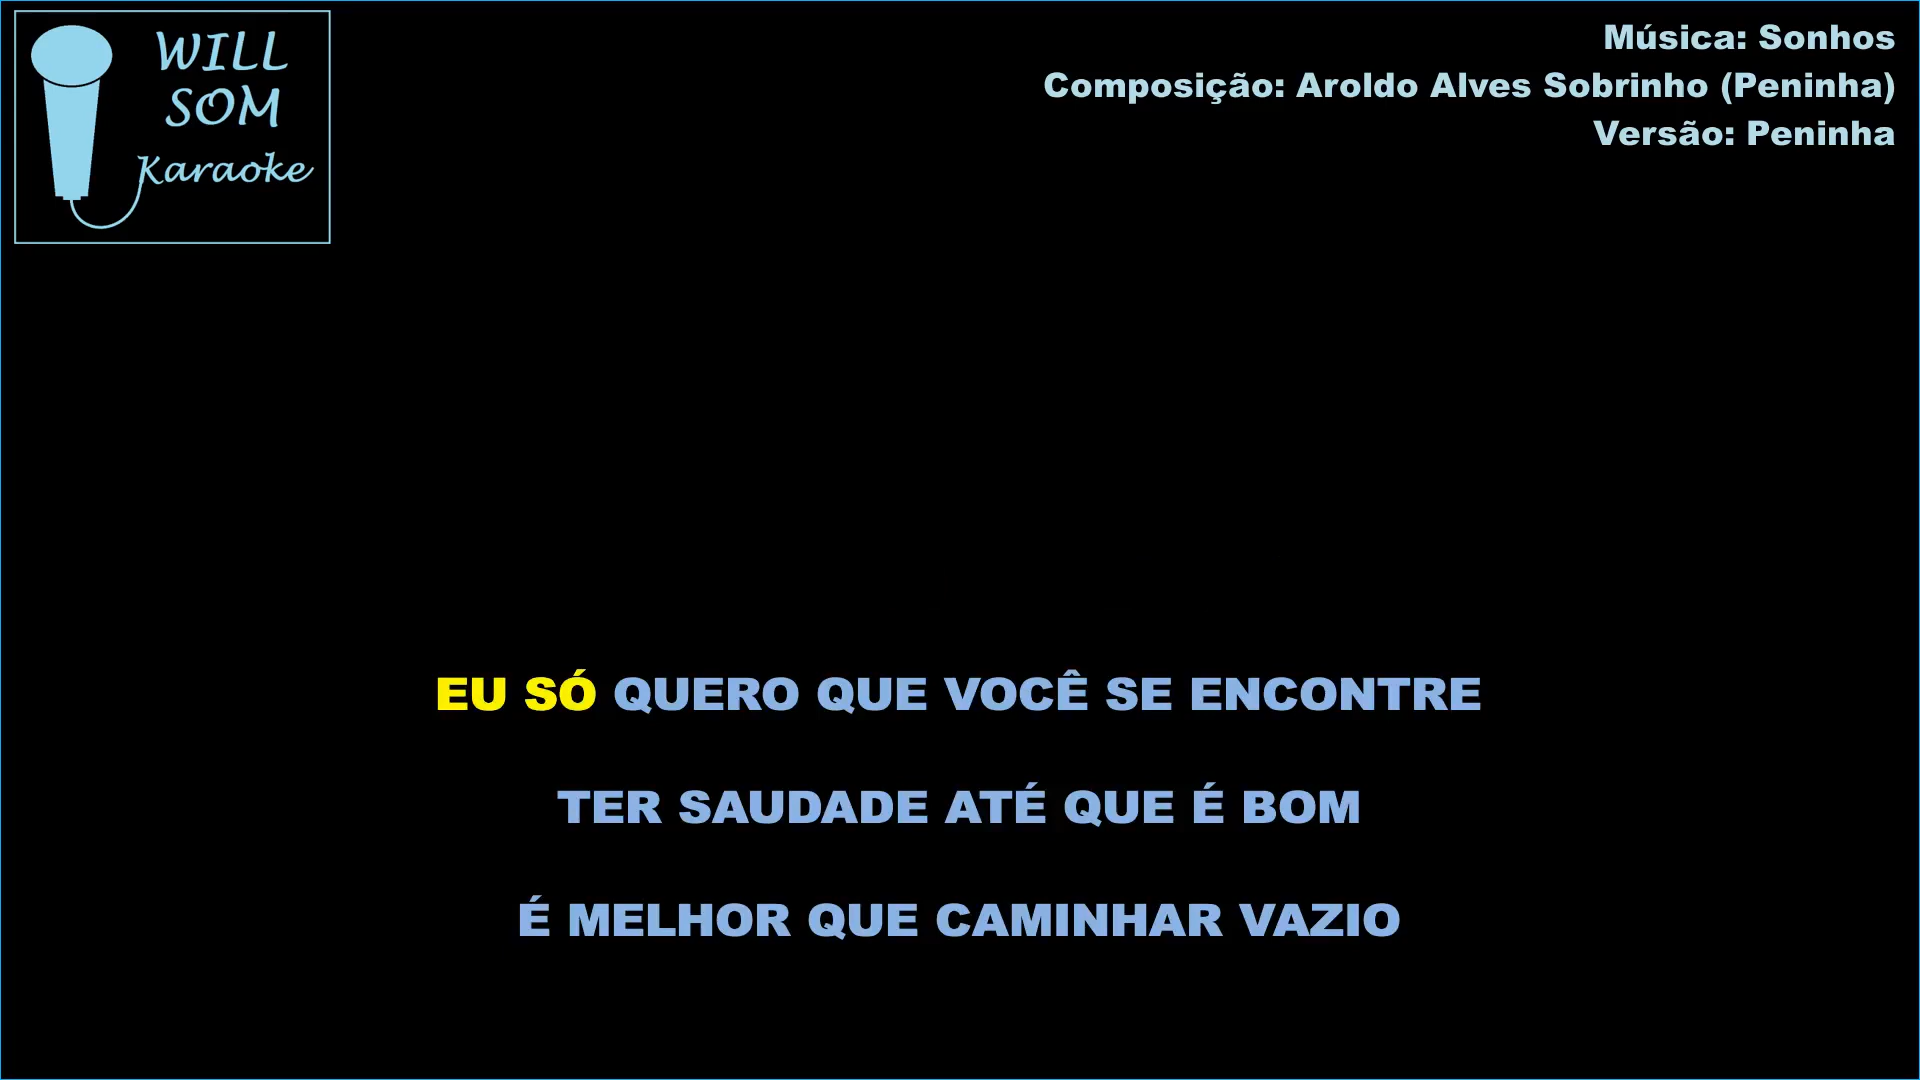 WILL
SOM
Karaoke
Música: Sonhos
Composição: Aroldo Alves Sobrinho (Peninha)
Versão: Peninha
EU SÓ QUERO QUE VOCÊ SE ENCONTRE
TER SAUDADE ATÉ QUE É BOM
É MELHOR QUE CAMINHAR VAZIO